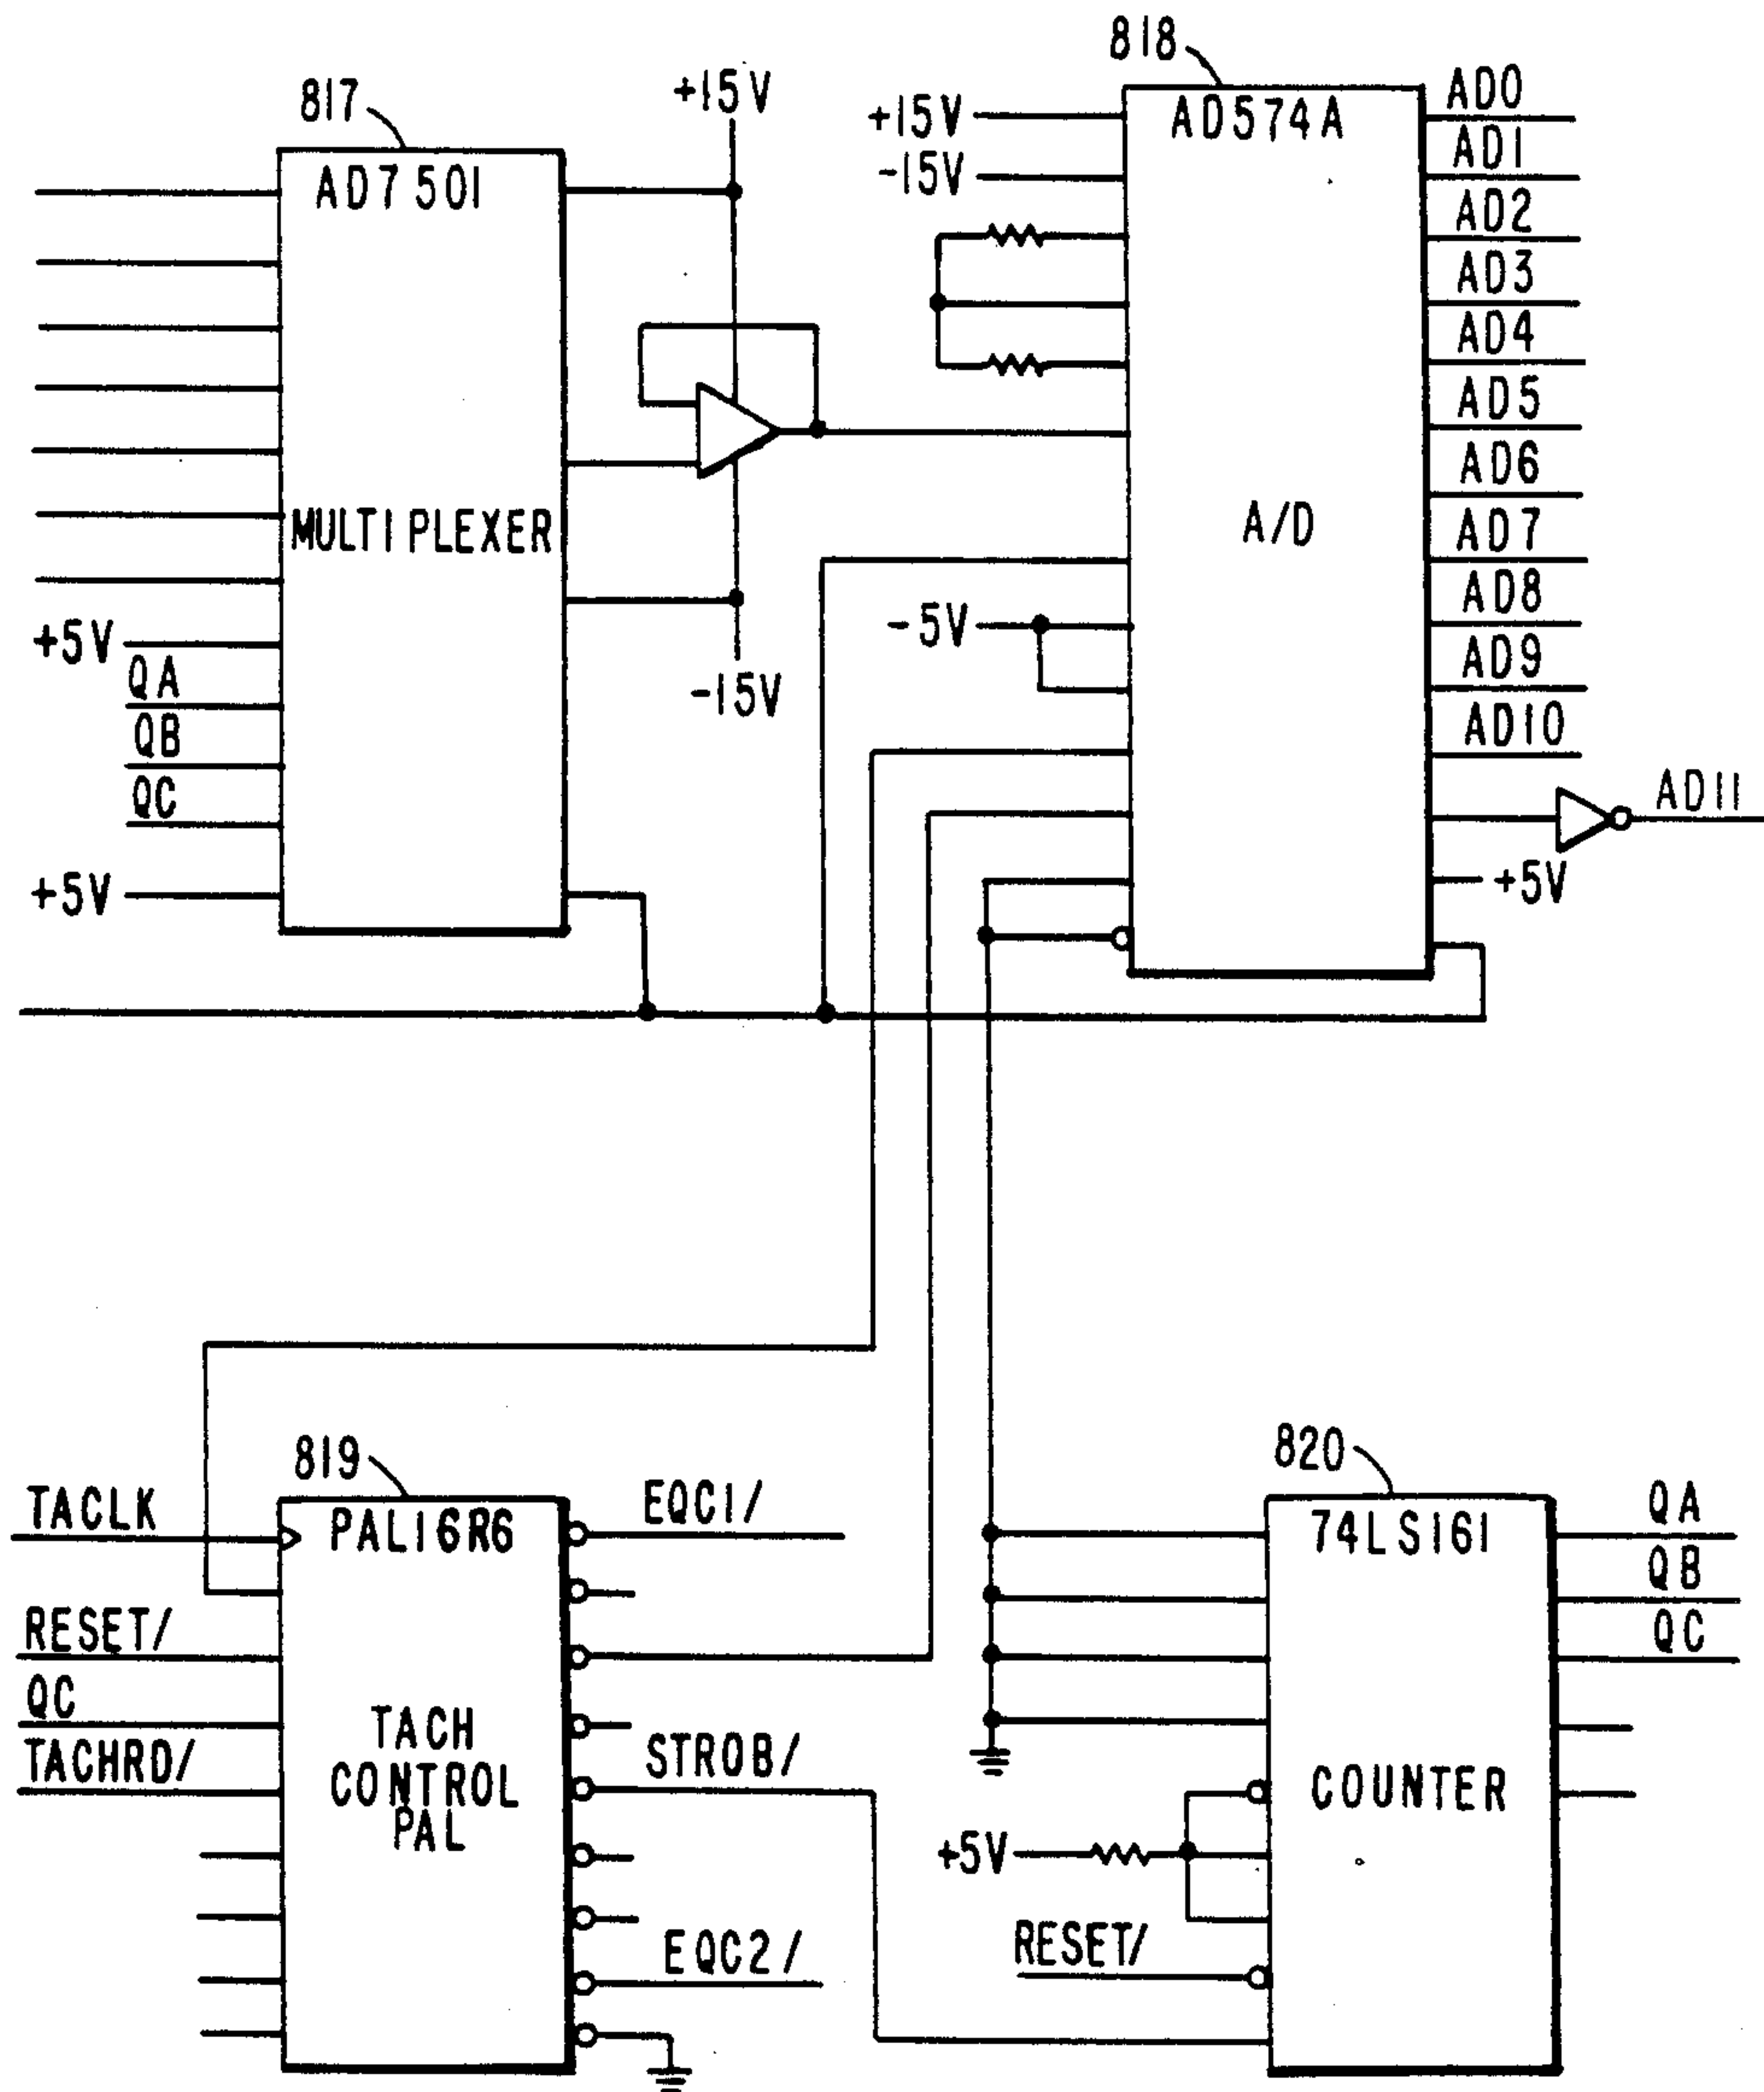 817
AD7501
MULTIPLEXER
+15V
-15V
+5V
QA
QB
QC
+5V
818
AD574A
A/D
+15V
-15V
-5V
AD0
AD1
AD2
AD3
AD4
AD5
AD6
AD7
AD8
AD9
AD10
AD11
+5V
819
PAL16R6
TACH
CONTROL
PAL
TACLK
RESET/
QC
TACHRD/
EQC1/
STROB/
EQC2/
820
74LS161
COUNTER
+5V
RESET/
QA
QB
QC